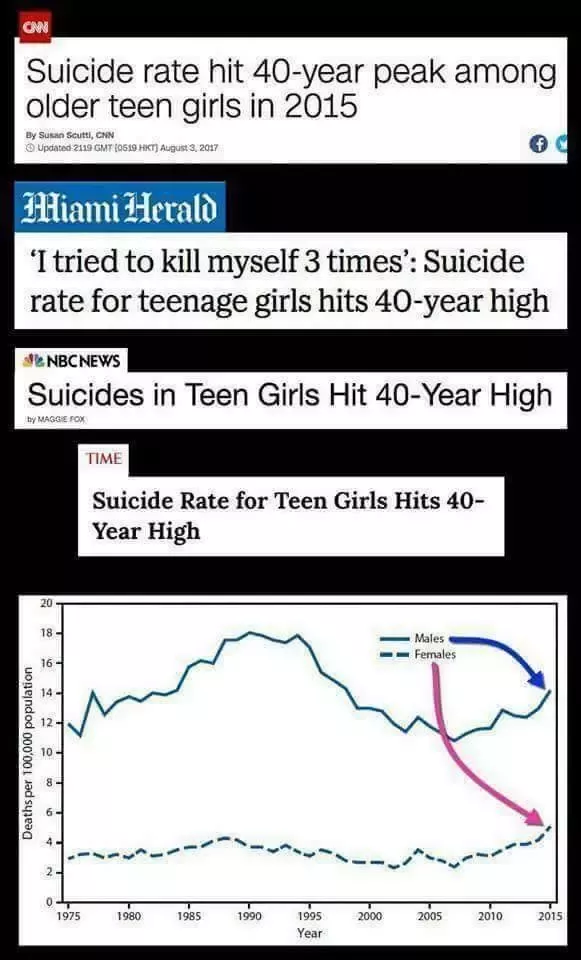 CNN
Suicide rate hit 40-year peak among
older teen girls in 2015
By Susan Scutti, CNN
Updated 2119 GMT (0519 HKT) August 3, 2017
f
Miami Herald
‘I tried to kill myself 3 times’: Suicide
rate for teenage girls hits 40-year high
NBC NEWS
Suicides in Teen Girls Hit 40-Year High
by MAGGIE FOX
TIME
Suicide Rate for Teen Girls Hits 40-
Year High
20
18
16
14
12
10
8
6
4
2
0
Deaths per 100,000 population
Males
Females
1975 1980 1985 1990 1995 2000 2005 2010 2015
Year